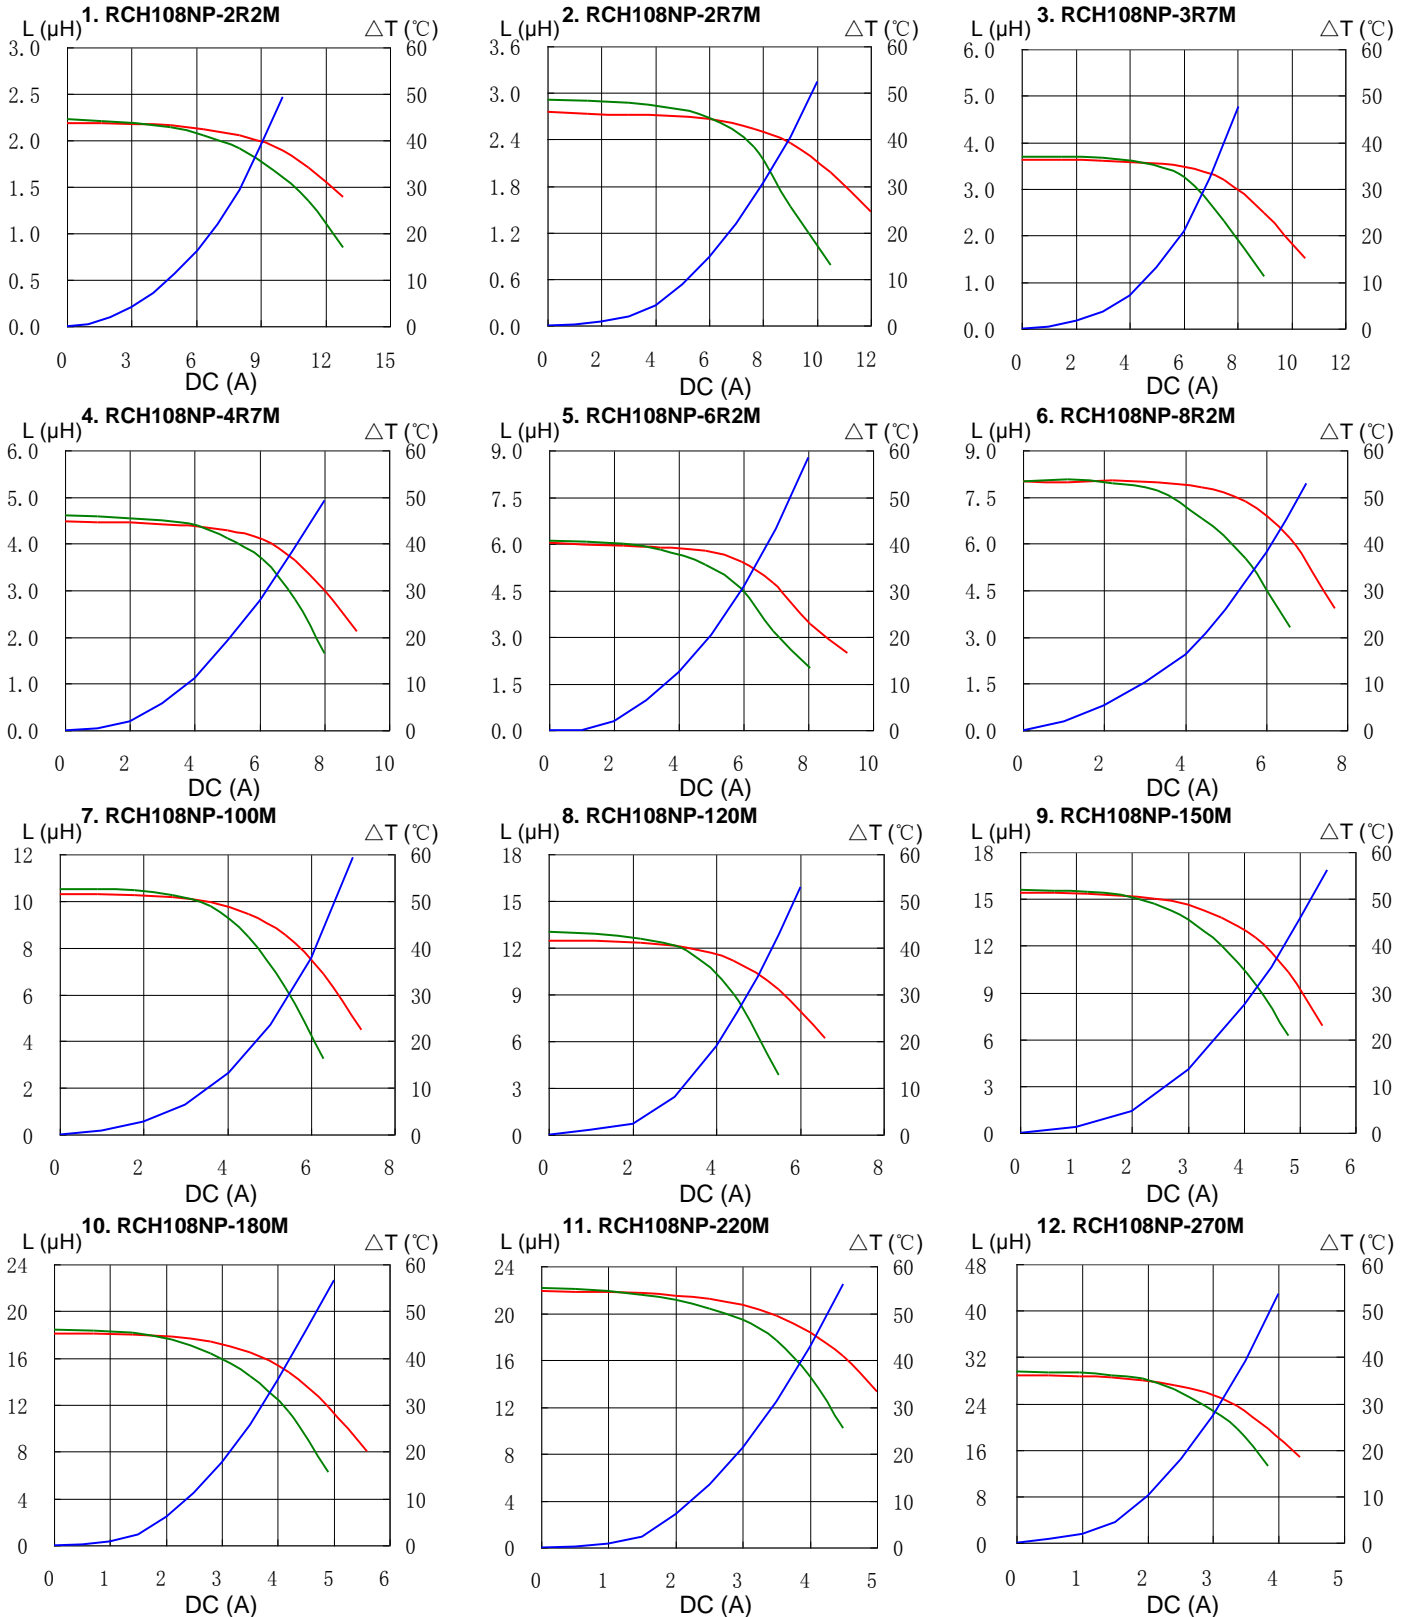 1. RCH108NP-2R2M
L (µH) △T (℃)
3.0 60
2.5 50
2.0 40
1.5 30
1.0 20
0.5 10
0.0 0
0 3 6 9 12 15
DC (A)
2. RCH108NP-2R7M
L (µH) △T (℃)
3.6 60
3.0 50
2.4 40
1.8 30
1.2 20
0.6 10
0.0 0
0 2 4 6 8 10 12
DC (A)
3. RCH108NP-3R7M
L (µH) △T (℃)
6.0 60
5.0 50
4.0 40
3.0 30
2.0 20
1.0 10
0.0 0
0 2 4 6 8 10 12
DC (A)
4. RCH108NP-4R7M
L (µH) △T (℃)
6.0 60
5.0 50
4.0 40
3.0 30
2.0 20
1.0 10
0.0 0
0 2 4 6 8 10
DC (A)
5. RCH108NP-6R2M
L (µH) △T (℃)
9.0 60
7.5 50
6.0 40
4.5 30
3.0 20
1.5 10
0.0 0
0 2 4 6 8 10
DC (A)
6. RCH108NP-8R2M
L (µH) △T (℃)
9.0 60
7.5 50
6.0 40
4.5 30
3.0 20
1.5 10
0.0 0
0 2 4 6 8
DC (A)
7. RCH108NP-100M
L (µH) △T (℃)
12 60
10 50
8 40
6 30
4 20
2 10
0 0
0 2 4 6 8
DC (A)
8. RCH108NP-120M
L (µH) △T (℃)
18 60
15 50
12 40
9 30
6 20
3 10
0 0
0 2 4 6 8
DC (A)
9. RCH108NP-150M
L (µH) △T (℃)
18 60
15 50
12 40
9 30
6 20
3 10
0 0
0 1 2 3 4 5 6
DC (A)
10. RCH108NP-180M
L (µH) △T (℃)
24 60
20 50
16 40
12 30
8 20
4 10
0 0
0 1 2 3 4 5 6
DC (A)
11. RCH108NP-220M
L (µH) △T (℃)
24 60
20 50
16 40
12 30
8 20
4 10
0 0
0 1 2 3 4 5
DC (A)
12. RCH108NP-270M
L (µH) △T (℃)
48 60
40 50
32 40
24 30
16 20
8 10
0 0
0 1 2 3 4 5
DC (A)